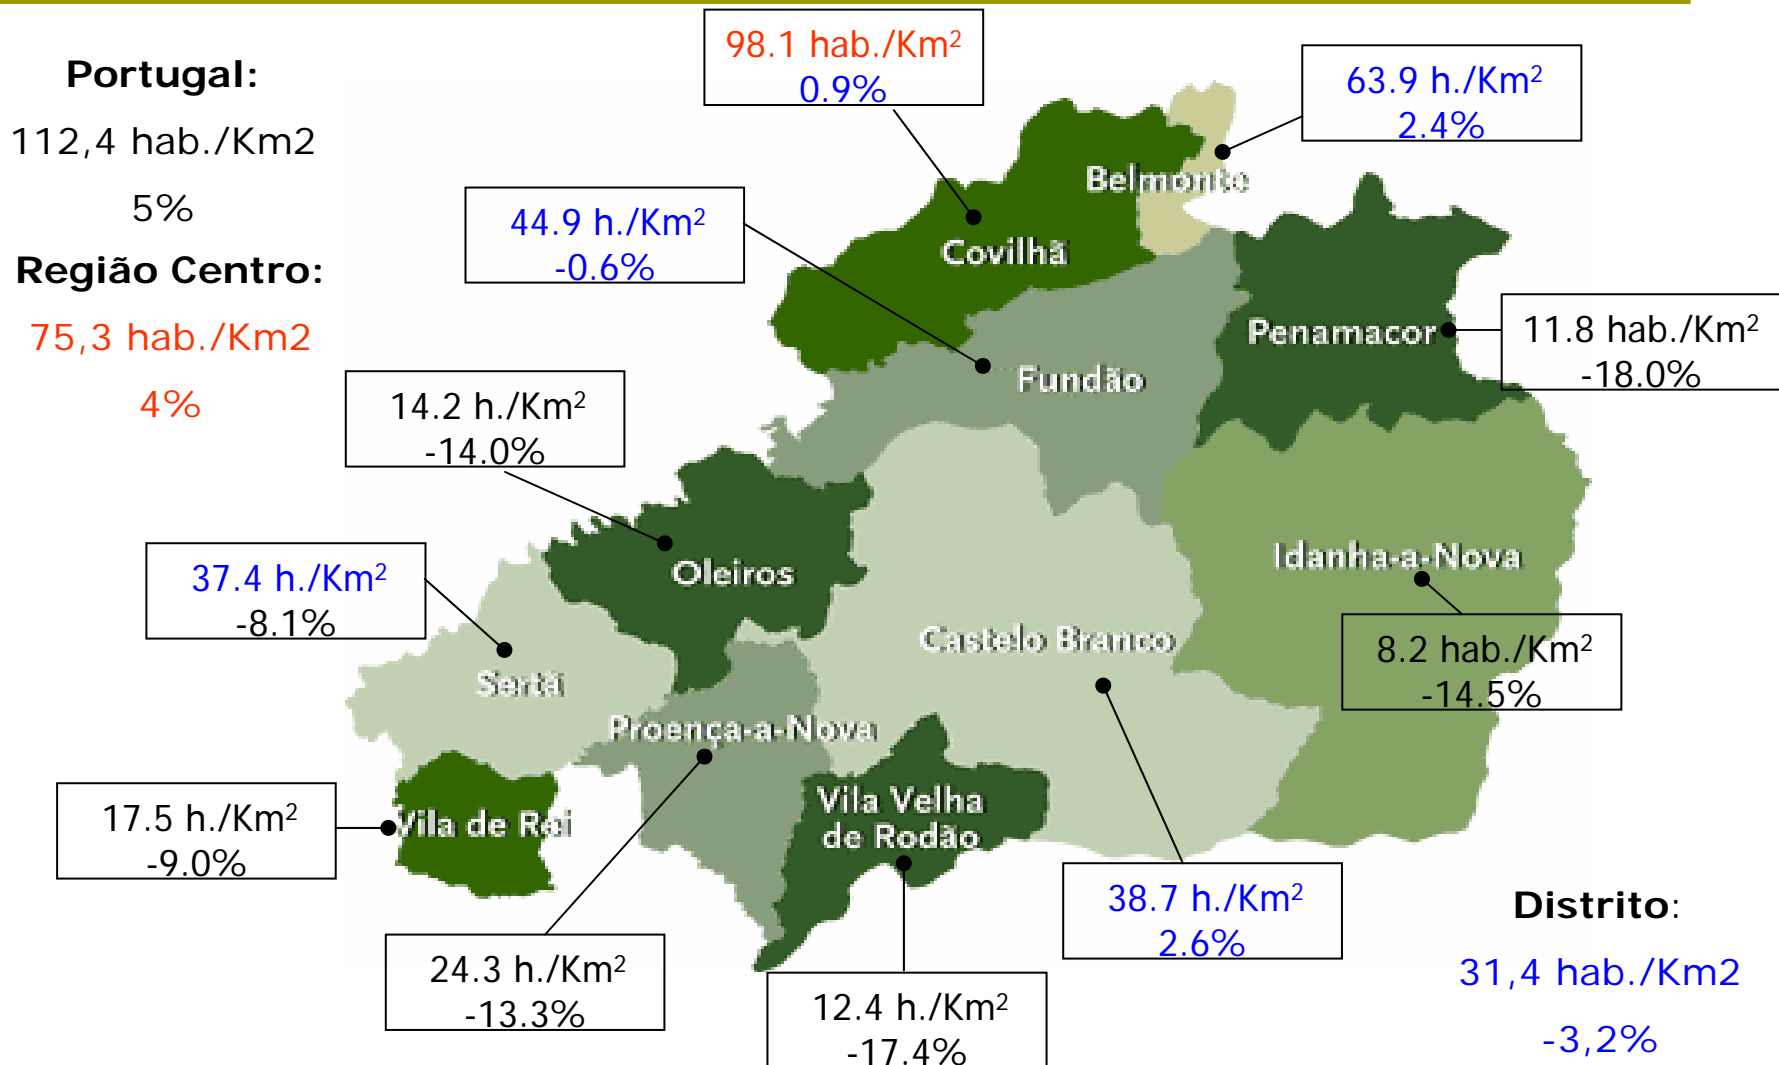 Portugal:
112,4 hab./Km2
5%
Região Centro:
75,3 hab./Km2
4%
98.1 hab./Km²
0.9%
63.9 h./Km²
2.4%
44.9 h./Km²
-0.6%
Belmonte
Covilhã
Penamacor
11.8 hab./Km²
-18.0%
Fundão
14.2 h./Km²
-14.0%
Idanha-a-Nova
8.2 hab./Km²
-14.5%
Oleiros
37.4 h./Km²
-8.1%
Castelo Branco
Sertã
Proença-a-Nova
Vila Velha
de Rodão
Vila de Rei
17.5 h./Km²
-9.0%
38.7 h./Km²
2.6%
24.3 h./Km²
-13.3%
12.4 h./Km²
-17.4%
Distrito:
31,4 hab./Km2
-3,2%